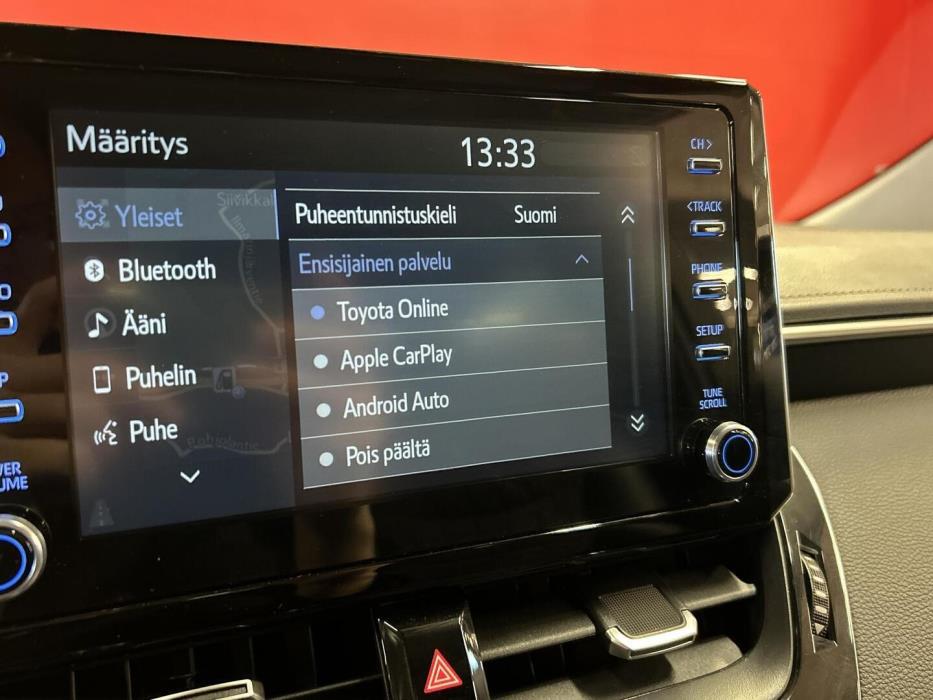 Määritys
13:33
Yleiset
Bluetooth
Ääni
Puhelin
Puhe
Puheentunnistuskieli Suomi
Ensisijainen palvelu
Toyota Online
Apple CarPlay
Android Auto
Pois päältä
CH >
< TRACK
PHONE
SETUP
TUNE
SCROLL